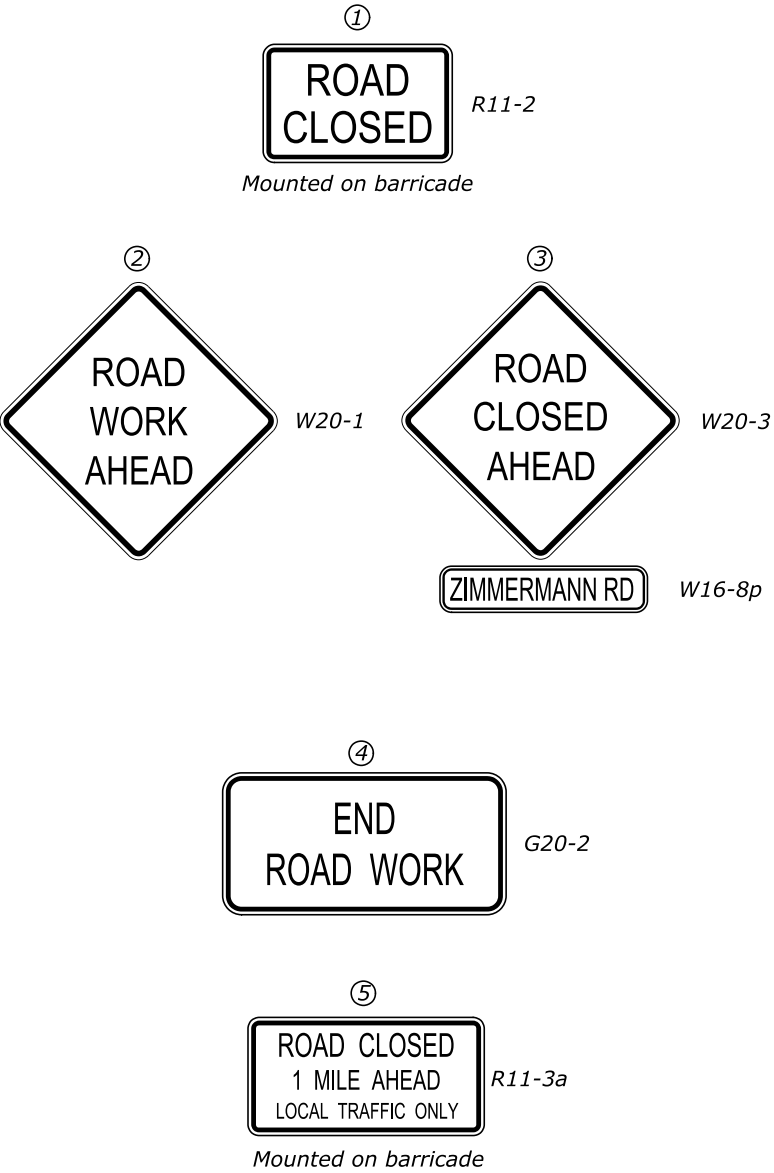 ①
ROAD
CLOSED
R11-2
Mounted on barricade
②
ROAD
WORK
AHEAD
W20-1
③
ROAD
CLOSED
AHEAD
W20-3
ZIMMERMANN RD
W16-8p
④
END
ROAD WORK
G20-2
⑤
ROAD CLOSED
1 MILE AHEAD
LOCAL TRAFFIC ONLY
R11-3a
Mounted on barricade